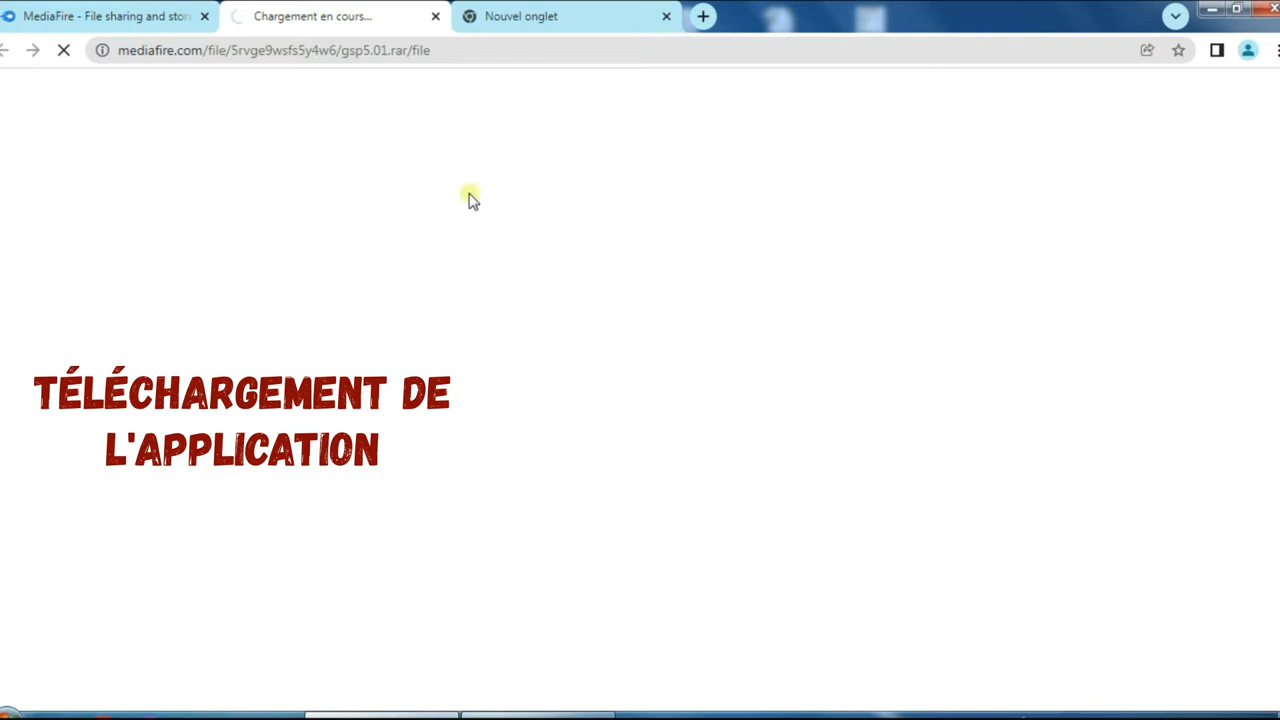 MediaFire - File sharing and stor
Chargement en cours...
Nouvel onglet
mediafire.com/file/5rvge9wsfs5y4w6/gsp5.01.rar/file
TÉLÉCHARGEMENT DE
L'APPLICATION